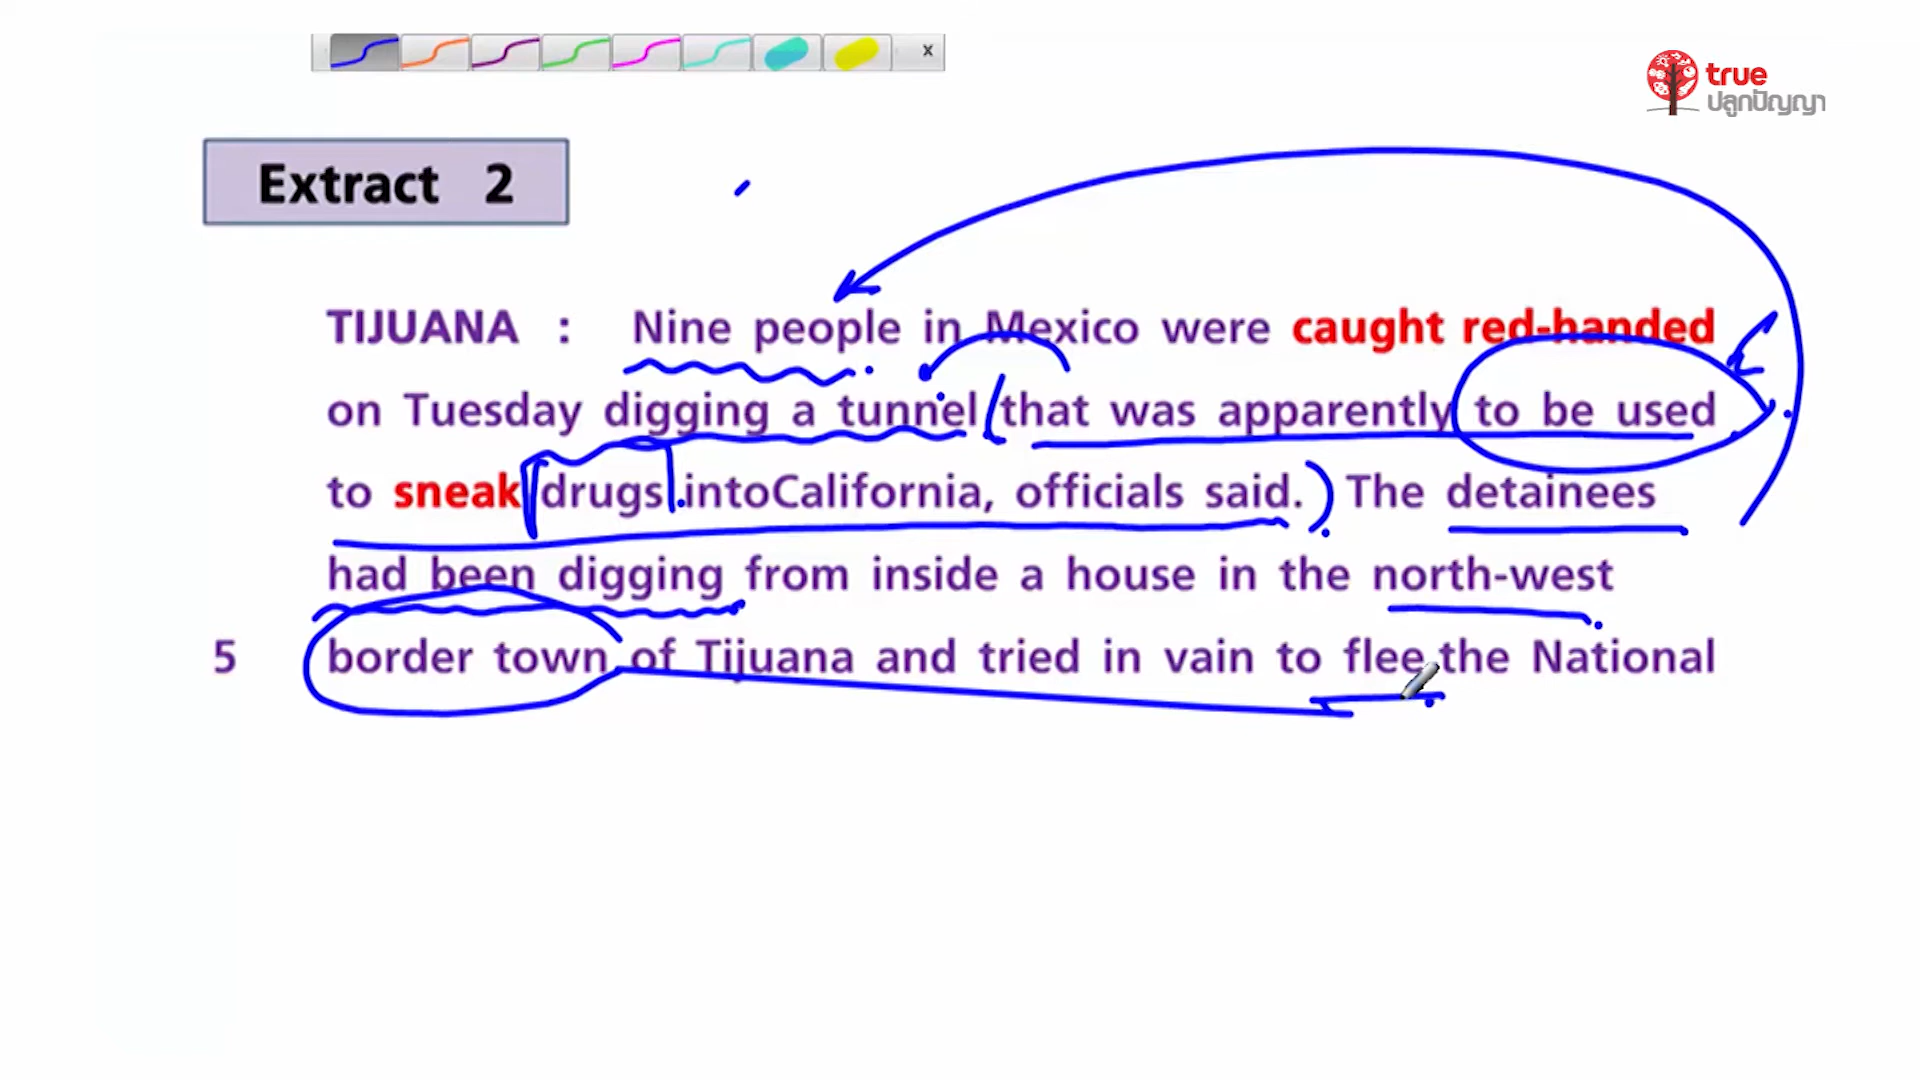 x
true
ปลูกปัญญา
Extract 2
TIJUANA : Nine people in Mexico were caught red-handed
on Tuesday digging a tunnel that was apparently to be used
to sneak drugs intoCalifornia, officials said. The detainees
had been digging from inside a house in the north-west
5 border town of Tijuana and tried in vain to flee the National